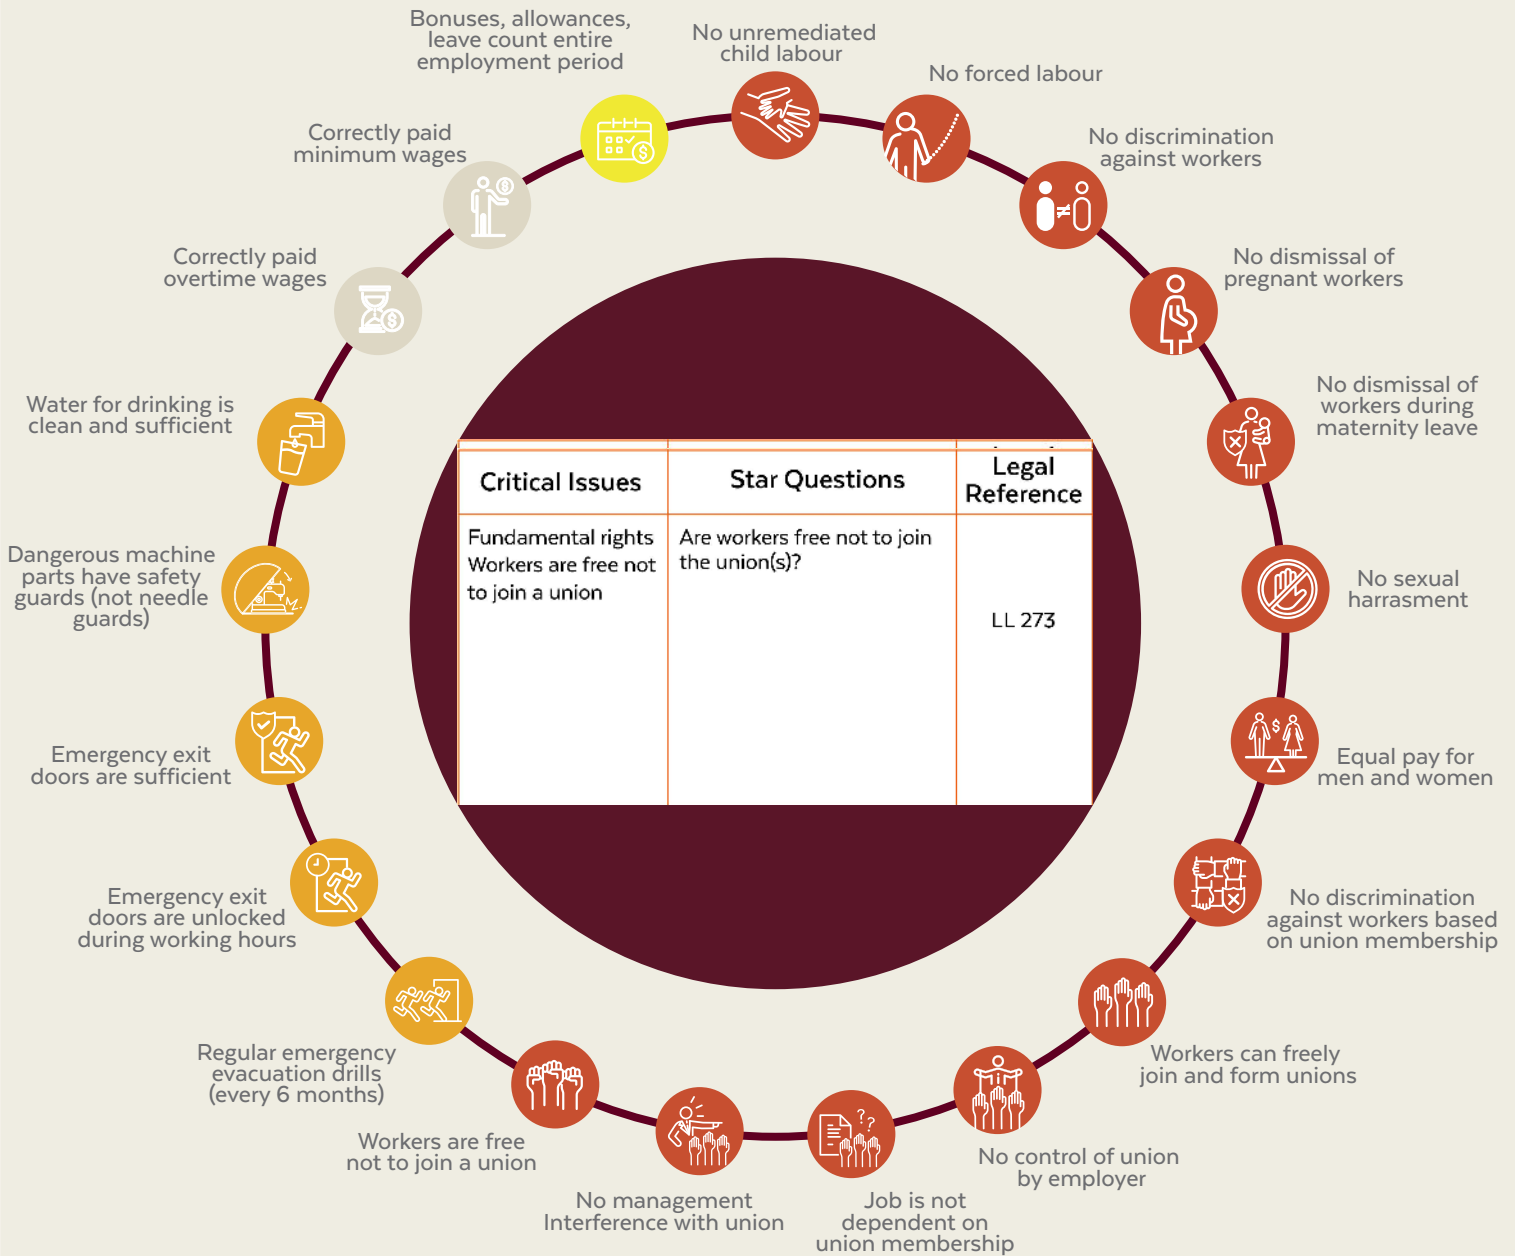 Bonuses, allowances,
leave count entire
employment period
No unremediated
child labour
No forced labour
No discrimination
against workers
No dismissal of
pregnant workers
No dismissal of
workers during
maternity leave
No sexual
harrasment
Equal pay for
men and women
No discrimination
against workers based
on union membership
Workers can freely
join and form unions
No control of union
by employer
Job is not
dependent on
union membership
No management
Interference with union
Workers are free
not to join a union
Regular emergency
evacuation drills
(every 6 months)
Emergency exit
doors are unlocked
during working hours
Emergency exit
doors are sufficient
Dangerous machine
parts have safety
guards (not needle
guards)
Water for drinking is
clean and sufficient
Correctly paid
overtime wages
Correctly paid
minimum wages
Critical Issues
Star Questions
Legal
Reference
Fundamental rights
Workers are free not
to join a union
Are workers free not to join
the union(s)?
LL 273